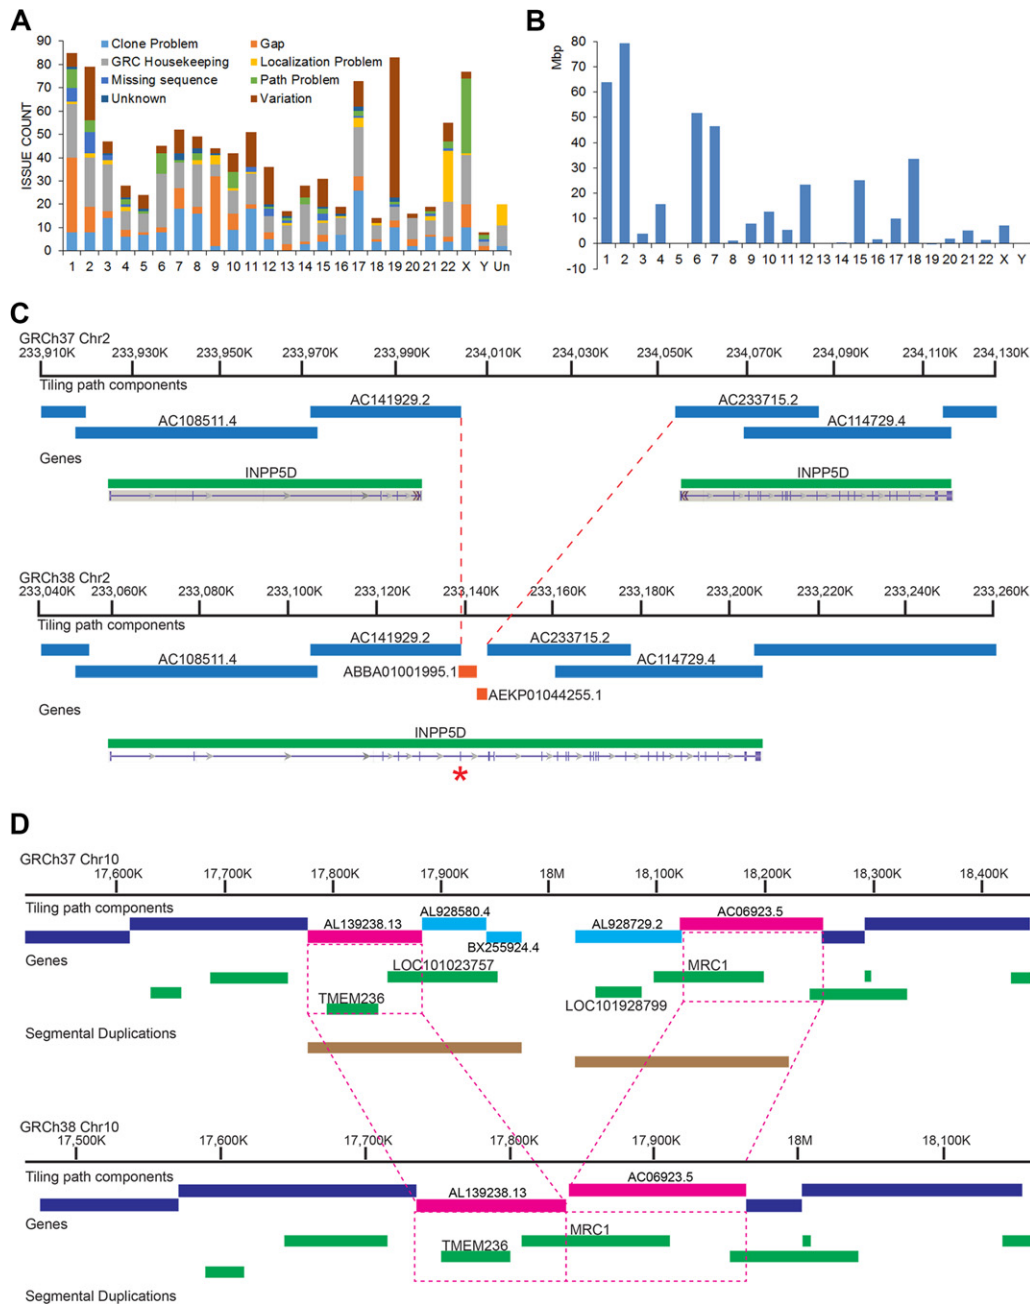 A
ISSUE COUNT
90
80
70
60
50
40
30
20
10
0
Clone Problem
Gap
GRC Housekeeping
Localization Problem
Missing sequence
Path Problem
Unknown
Variation
1 2 3 4 5 6 7 8 9 10 11 12 13 14 15 16 17 18 19 20 21 22 X Y Un
B
Mbp
80
70
60
50
40
30
20
10
0
-10
1 2 3 4 5 6 7 8 9 10 11 12 13 14 15 16 17 18 19 20 21 22 X Y
C
GRCh37 Chr2
233,910K 233,930K 233,950K 233,970K 233,990K 234,010K 234,030K 234,050K 234,070K 234,090K 234,110K 234,130K
Tiling path components
AC141929.2 AC233715.2
AC108511.4 AC114729.4
Genes
INPP5D INPP5D
GRCh38 Chr2
233,040K 233,060K 233,080K 233,100K 233,120K 233,140K 233,160K 233,180K 233,200K 233,220K 233,240K 233,260K
Tiling path components
AC141929.2 AC233715.2
AC108511.4 ABBA01001995.1 AC114729.4
AEKP01044255.1
Genes
INPP5D
*
D
GRCh37 Chr10
17,600K 17,700K 17,800K 17,900K 18M 18,100K 18,200K 18,300K 18,400K
Tiling path components
AL139238.13 AL928580.4 AL928729.2 AC06923.5
BX255924.4
Genes
LOC101023757 MRC1
TMEM236 LOC101928799
Segmental Duplications
GRCh38 Chr10
17,500K 17,600K 17,700K 17,800K 17,900K 18M 18,100K
Tiling path components
AL139238.13 AC06923.5
Genes
TMEM236 MRC1
Segmental Duplications